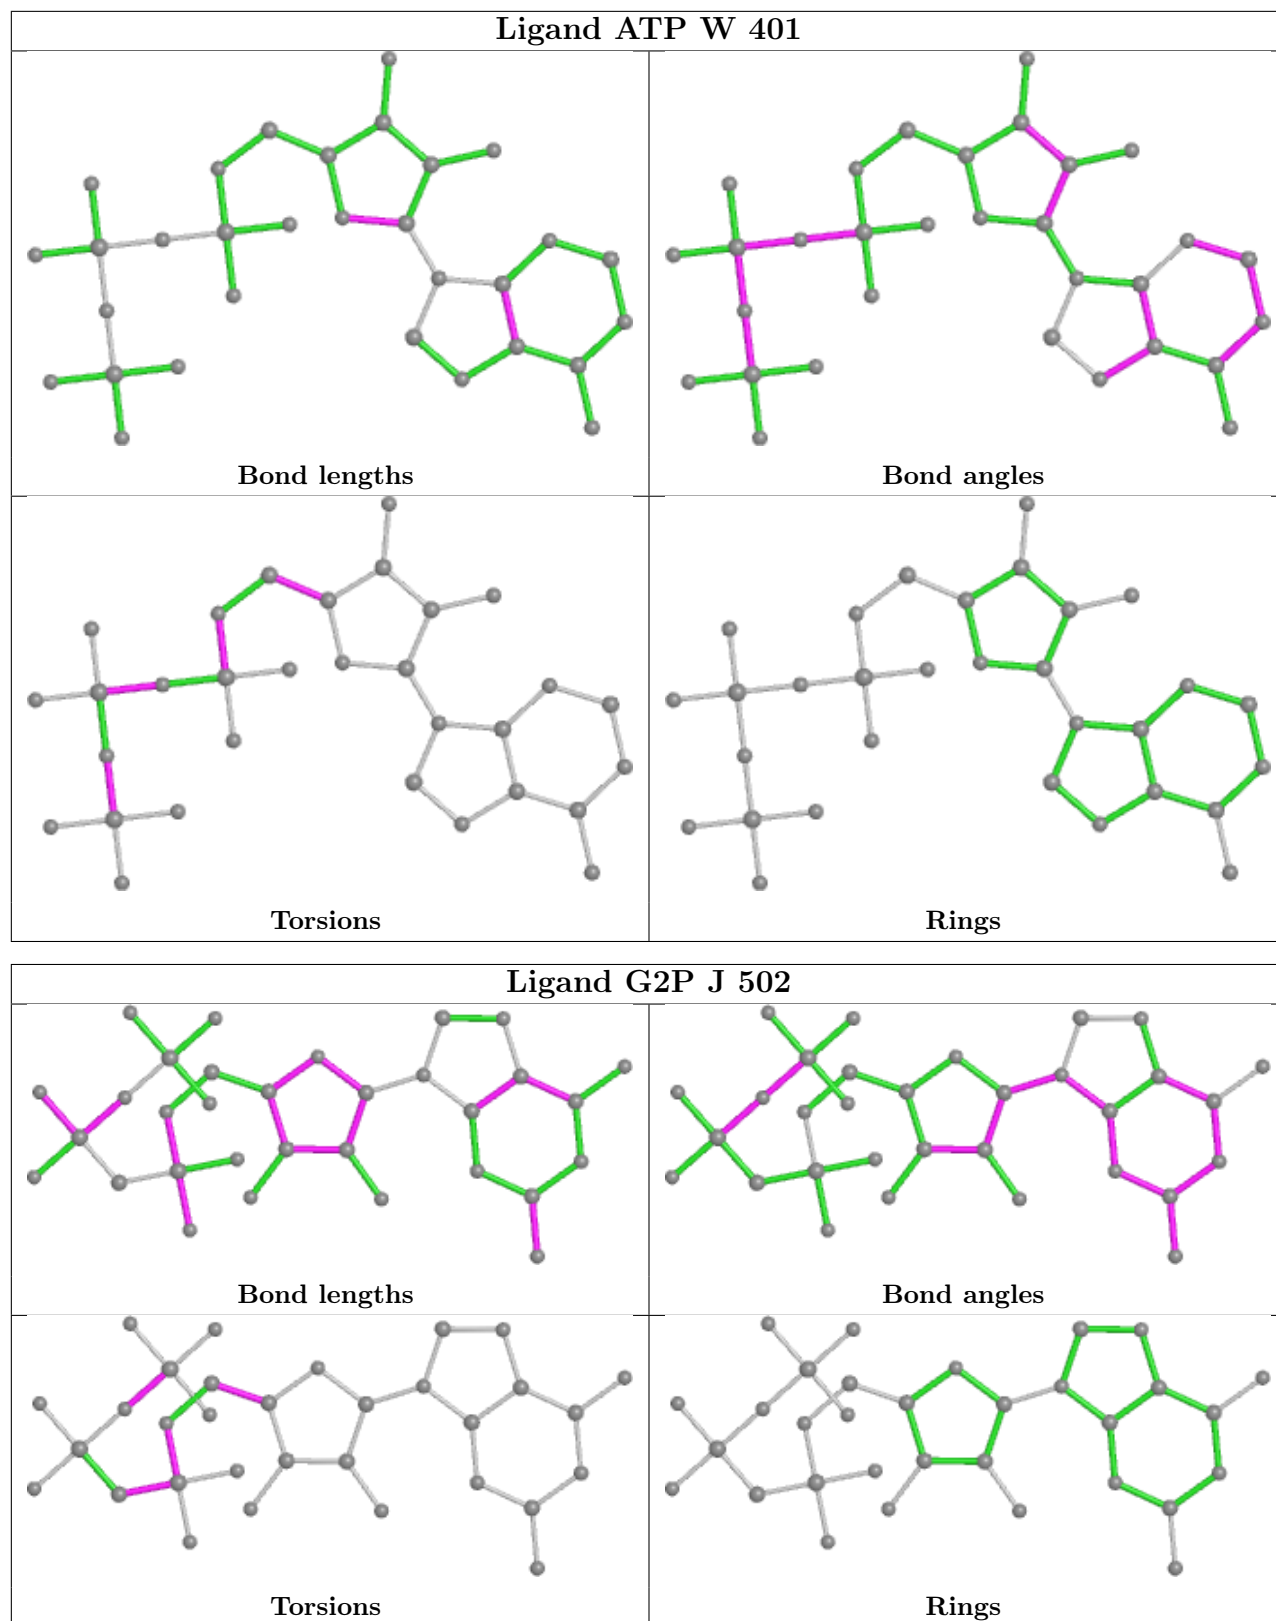 Ligand ATP W 401
Bond lengths
Bond angles
Torsions
Rings
Ligand G2P J 502
Bond lengths
Bond angles
Torsions
Rings